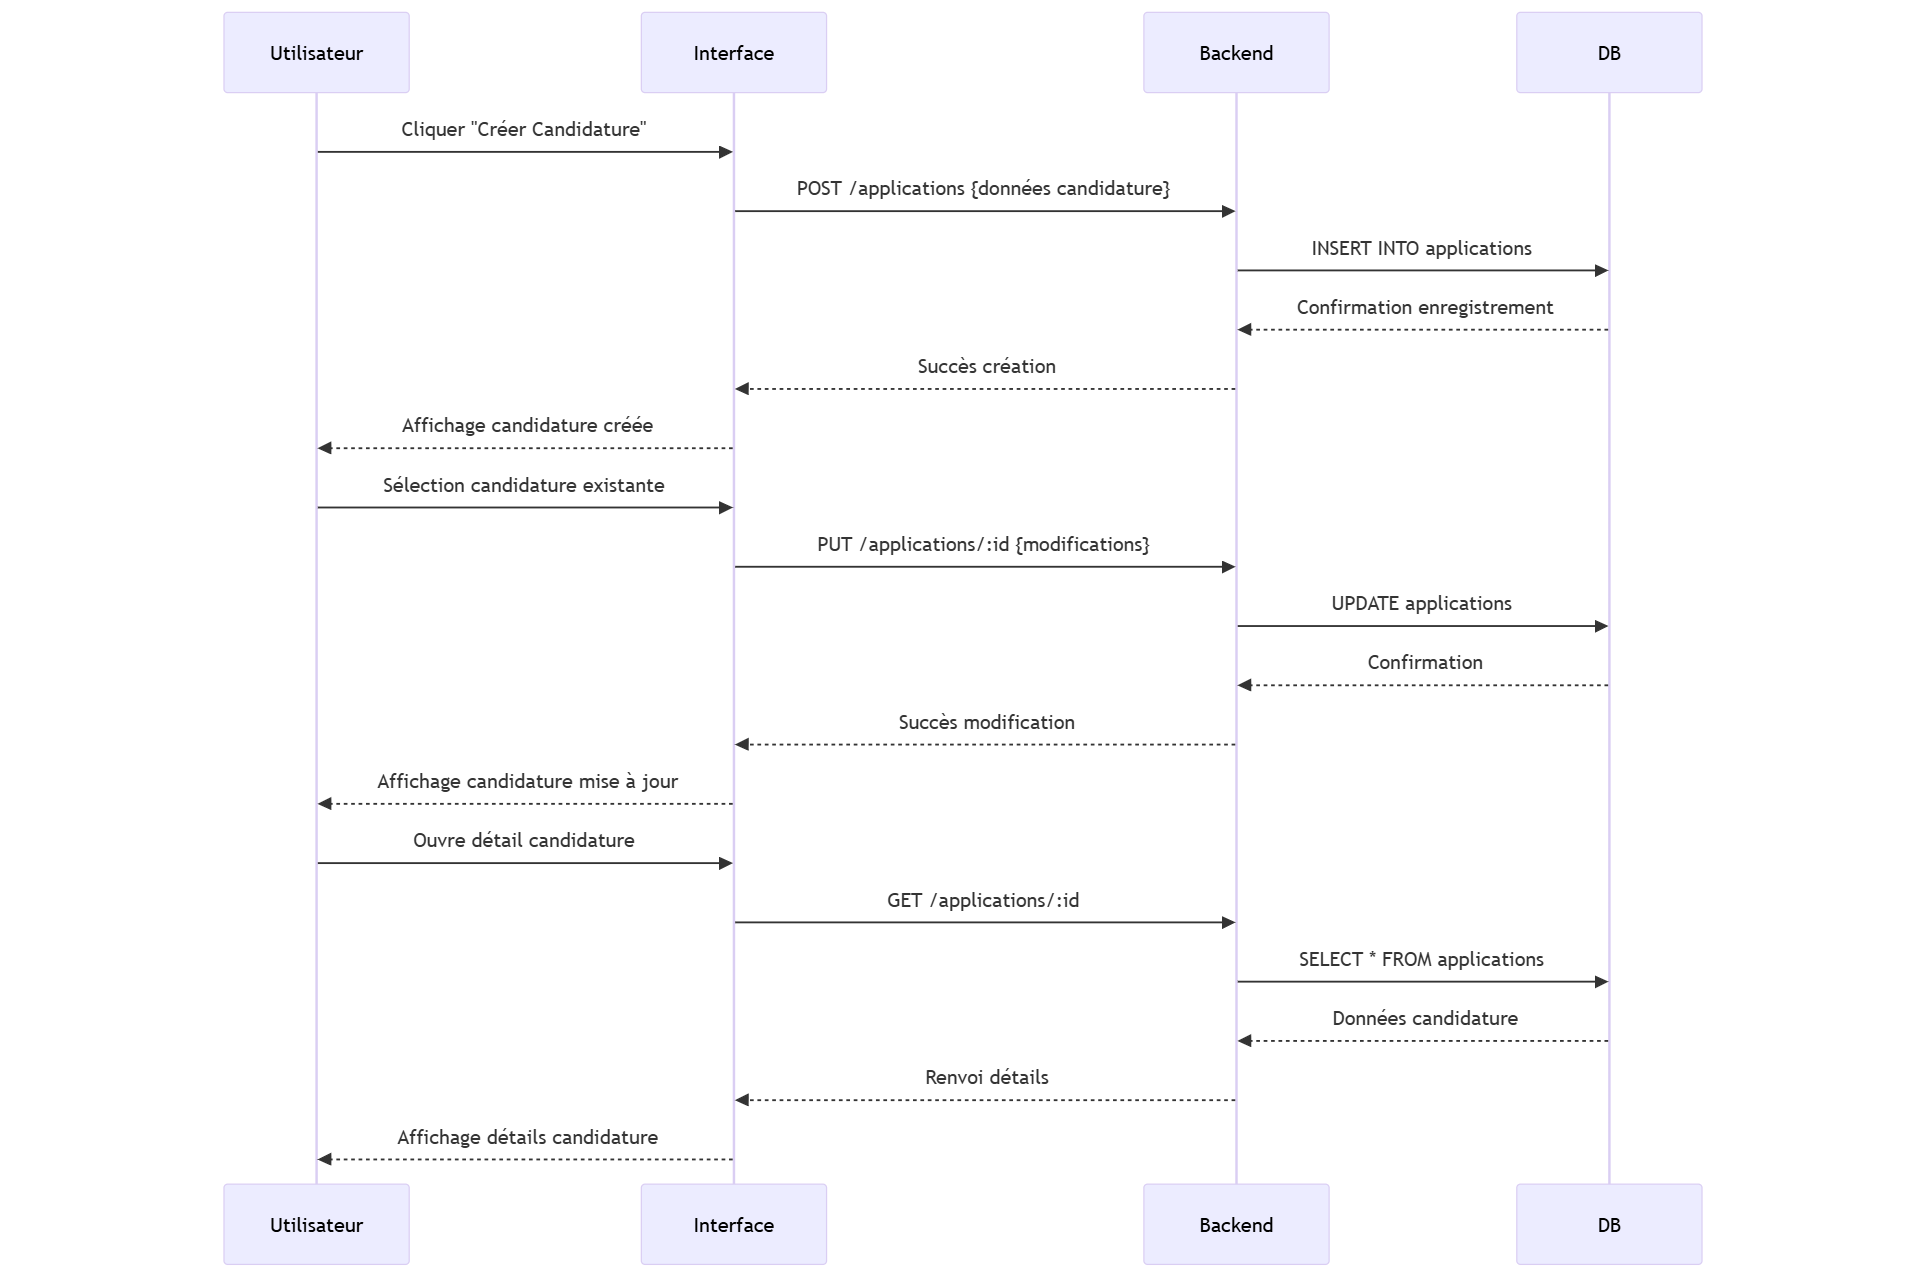 Utilisateur
Interface
Backend
DB
Cliquer "Créer Candidature"
POST /applications {données candidature}
INSERT INTO applications
Confirmation enregistrement
Succès création
Affichage candidature créée
Sélection candidature existante
PUT /applications/:id {modifications}
UPDATE applications
Confirmation
Succès modification
Affichage candidature mise à jour
Ouvre détail candidature
GET /applications/:id
SELECT * FROM applications
Données candidature
Renvoi détails
Affichage détails candidature
Utilisateur
Interface
Backend
DB